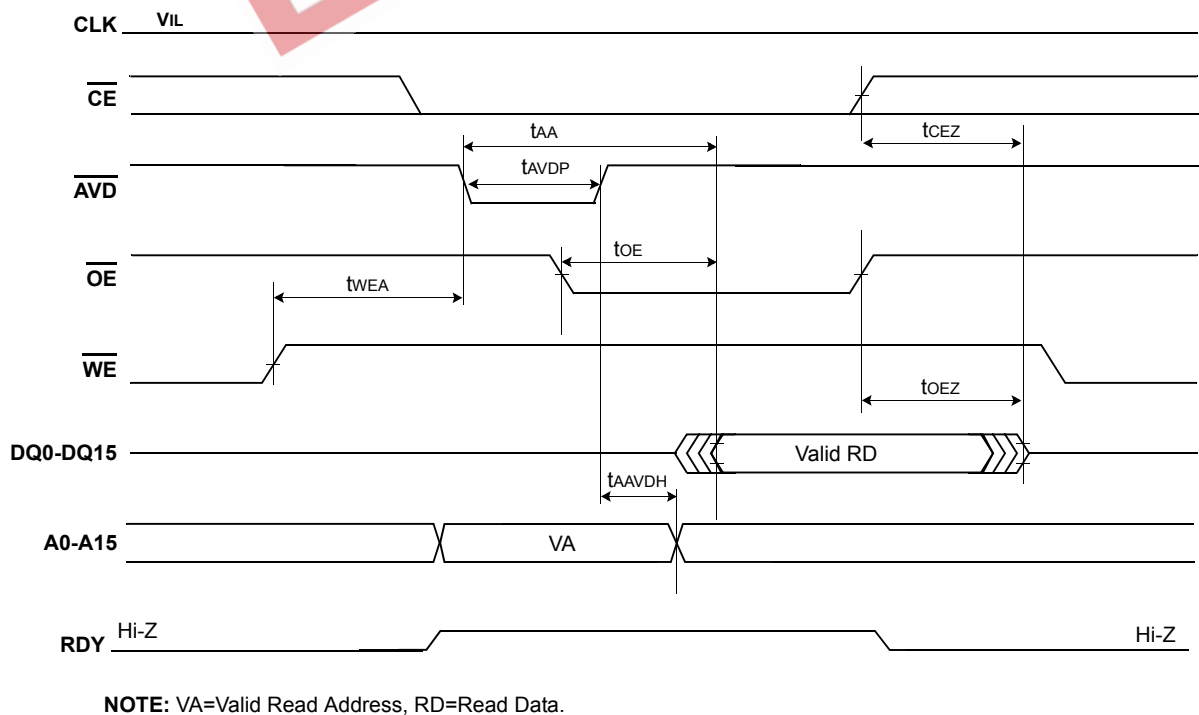 CLK VIL
CE
tAA tCEZ
AVD tAVDP
OE tOE
tWEA
WE
tOEZ
DQ0-DQ15 Valid RD
tAAVDH
A0-A15 VA
RDY Hi-Z Hi-Z
NOTE: VA=Valid Read Address, RD=Read Data.